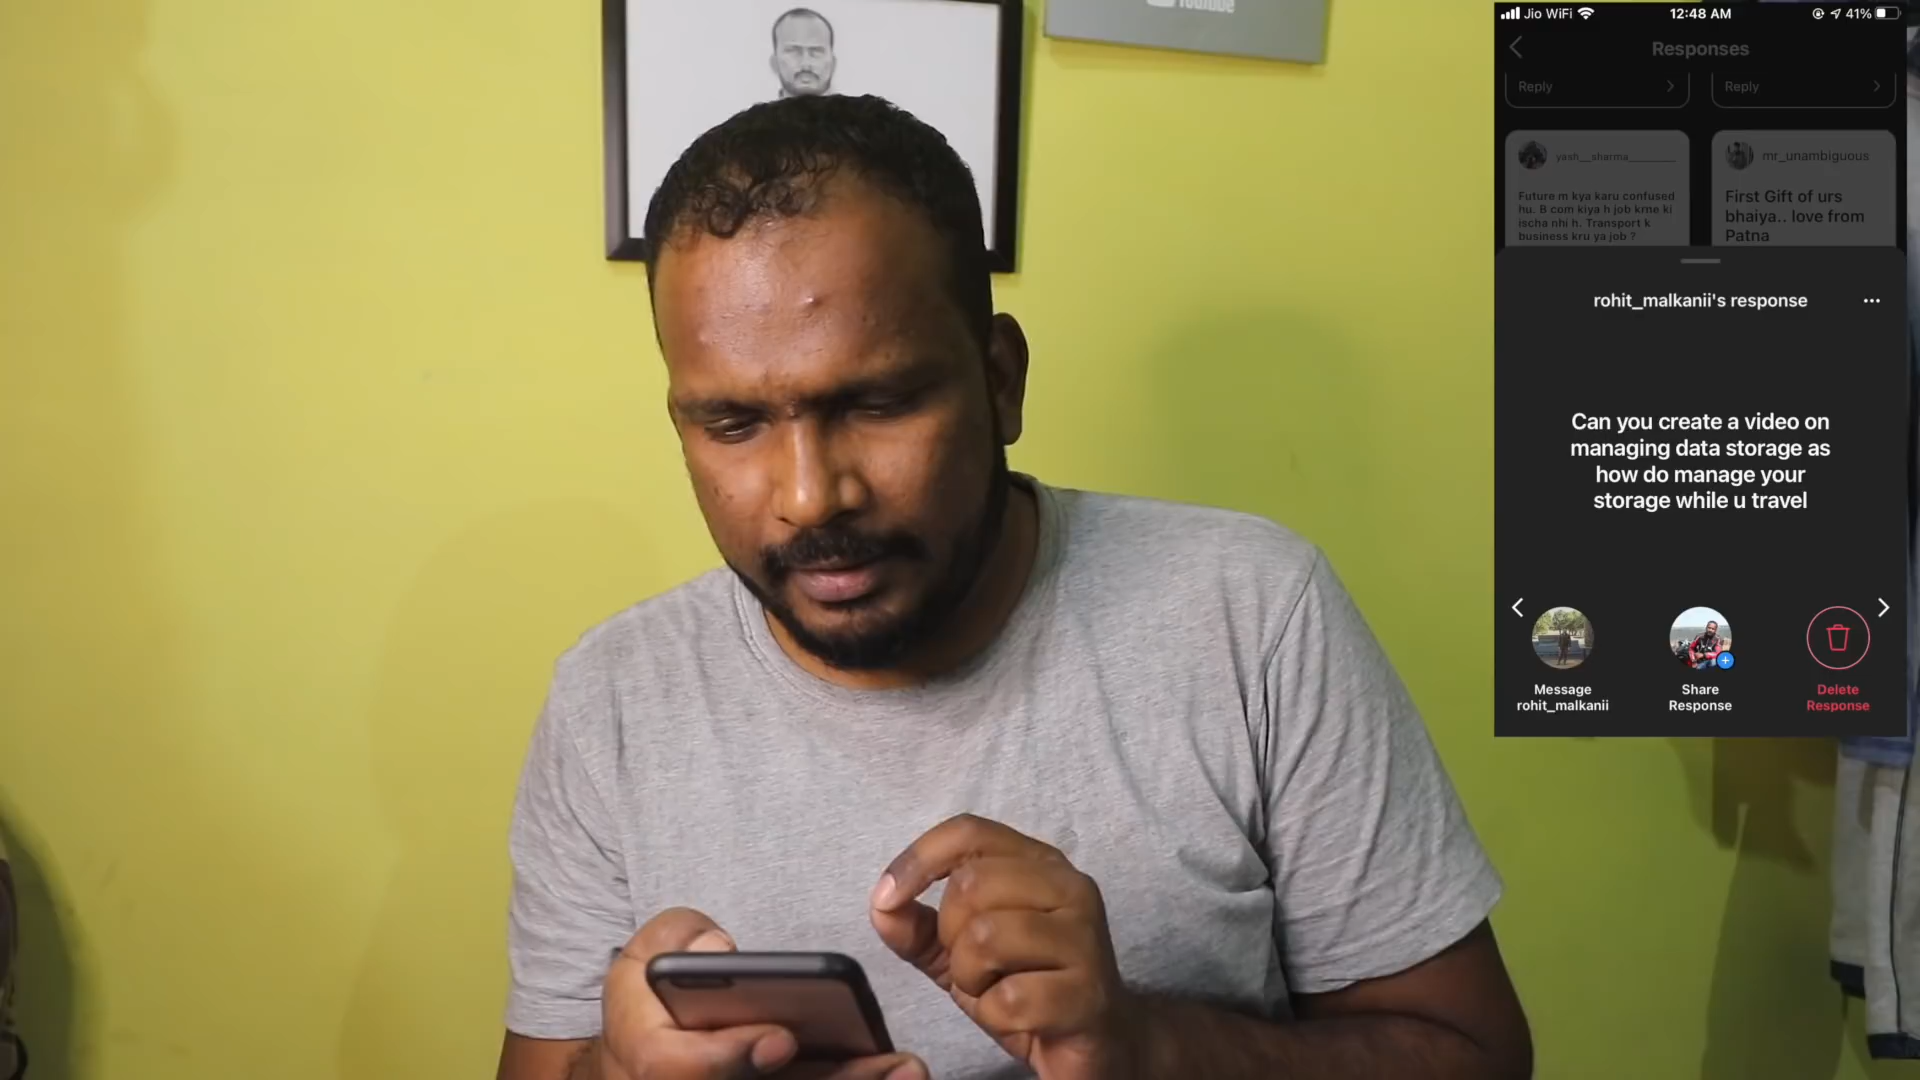 YouTube
Jio WiFi 12:48 AM 41%
Responses
Reply Reply
yash__sharma________
Future m kya karu confused
hu. B com kiya h job krne ki
ischa nhi h. Transport k
business kru ya job ?
mr_unambiguous
First Gift of urs
bhaiya.. love from
Patna
rohit_malkanii's response
Can you create a video on
managing data storage as
how do manage your
storage while u travel
Message
rohit_malkanii
Share
Response
Delete
Response